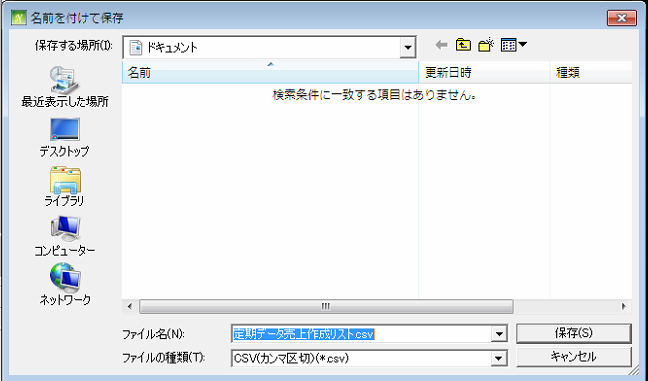 名前を付けて保存
保存する場所(I):
ドキュメント
名前
更新日時
種類
検索条件に一致する項目はありません。
最近表示した場所
デスクトップ
ライブラリ
コンピューター
ネットワーク
ファイル名(N):
定期データ売上作成リスト.csv
保存(S)
ファイルの種類(T):
CSV(カンマ区切)(*.csv)
キャンセル